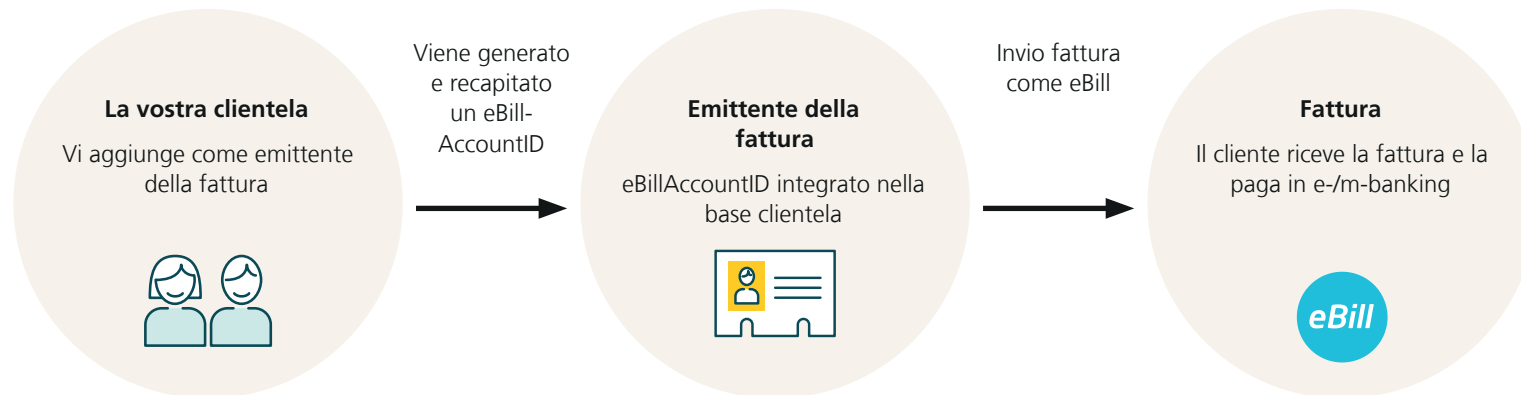 La vostra clientela
Vi aggiunge come emittente
della fattura
Viene generato
e recapitato
un eBill-
AccountID
Emittente della
fattura
eBillAccountID integrato nella
base clientela
Invio fattura
come eBill
Fattura
Il cliente riceve la fattura e la
paga in e-/m-banking
eBill